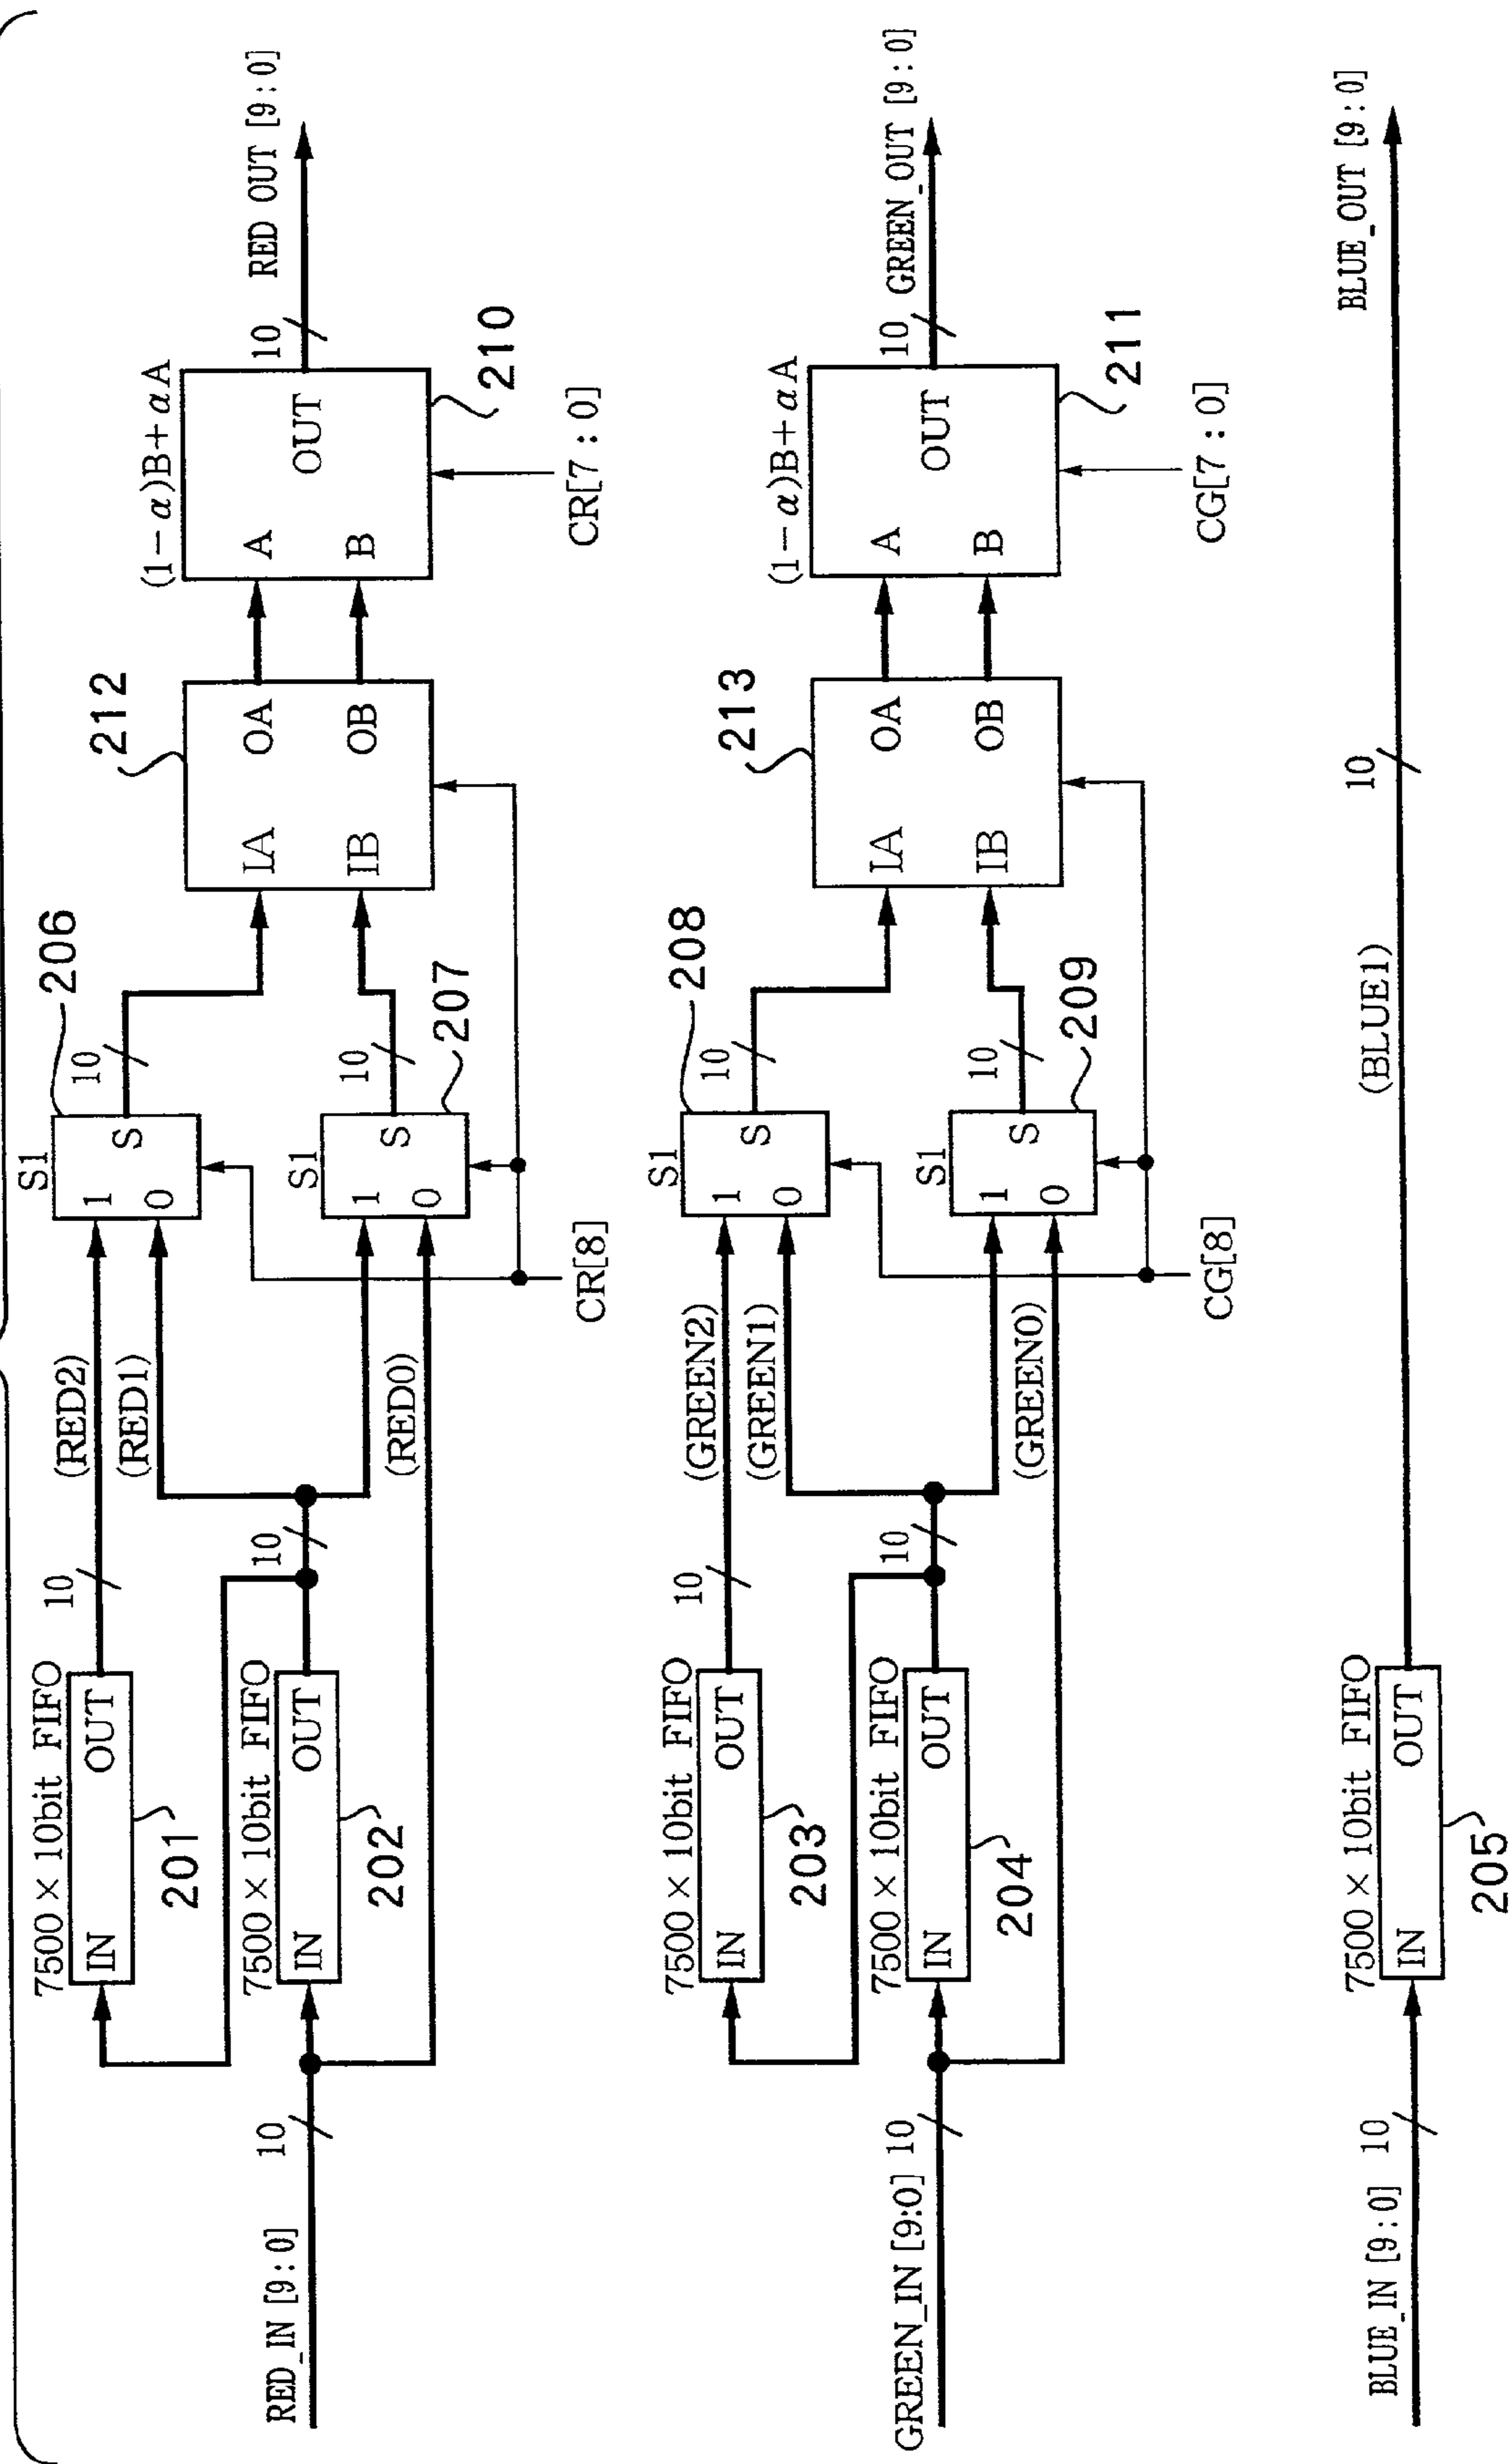 RED_IN [9:0]
10
7500 × 10bit FIFO
IN
OUT
201
10
(RED2)
7500 × 10bit FIFO
IN
OUT
202
10
(RED1)
(RED0)
S1
1
0
S
206
10
S1
1
0
S
207
10
CR[8]
212
IA
OA
IB
OB
(1-α)B+αA
A
B
OUT
210
CR[7:0]
10
RED OUT [9:0]
GREEN_IN [9:0]
10
7500 × 10bit FIFO
IN
OUT
203
10
(GREEN2)
7500 × 10bit FIFO
IN
OUT
204
10
(GREEN1)
(GREEN0)
S1
1
0
S
208
10
S1
1
0
S
209
10
CG[8]
213
IA
OA
IB
OB
(1-α)B+αA
A
B
OUT
211
CG[7:0]
10
GREEN_OUT [9:0]
BLUE_IN [9:0]
10
7500 × 10bit FIFO
IN
OUT
205
(BLUE1)
10
BLUE_OUT [9:0]